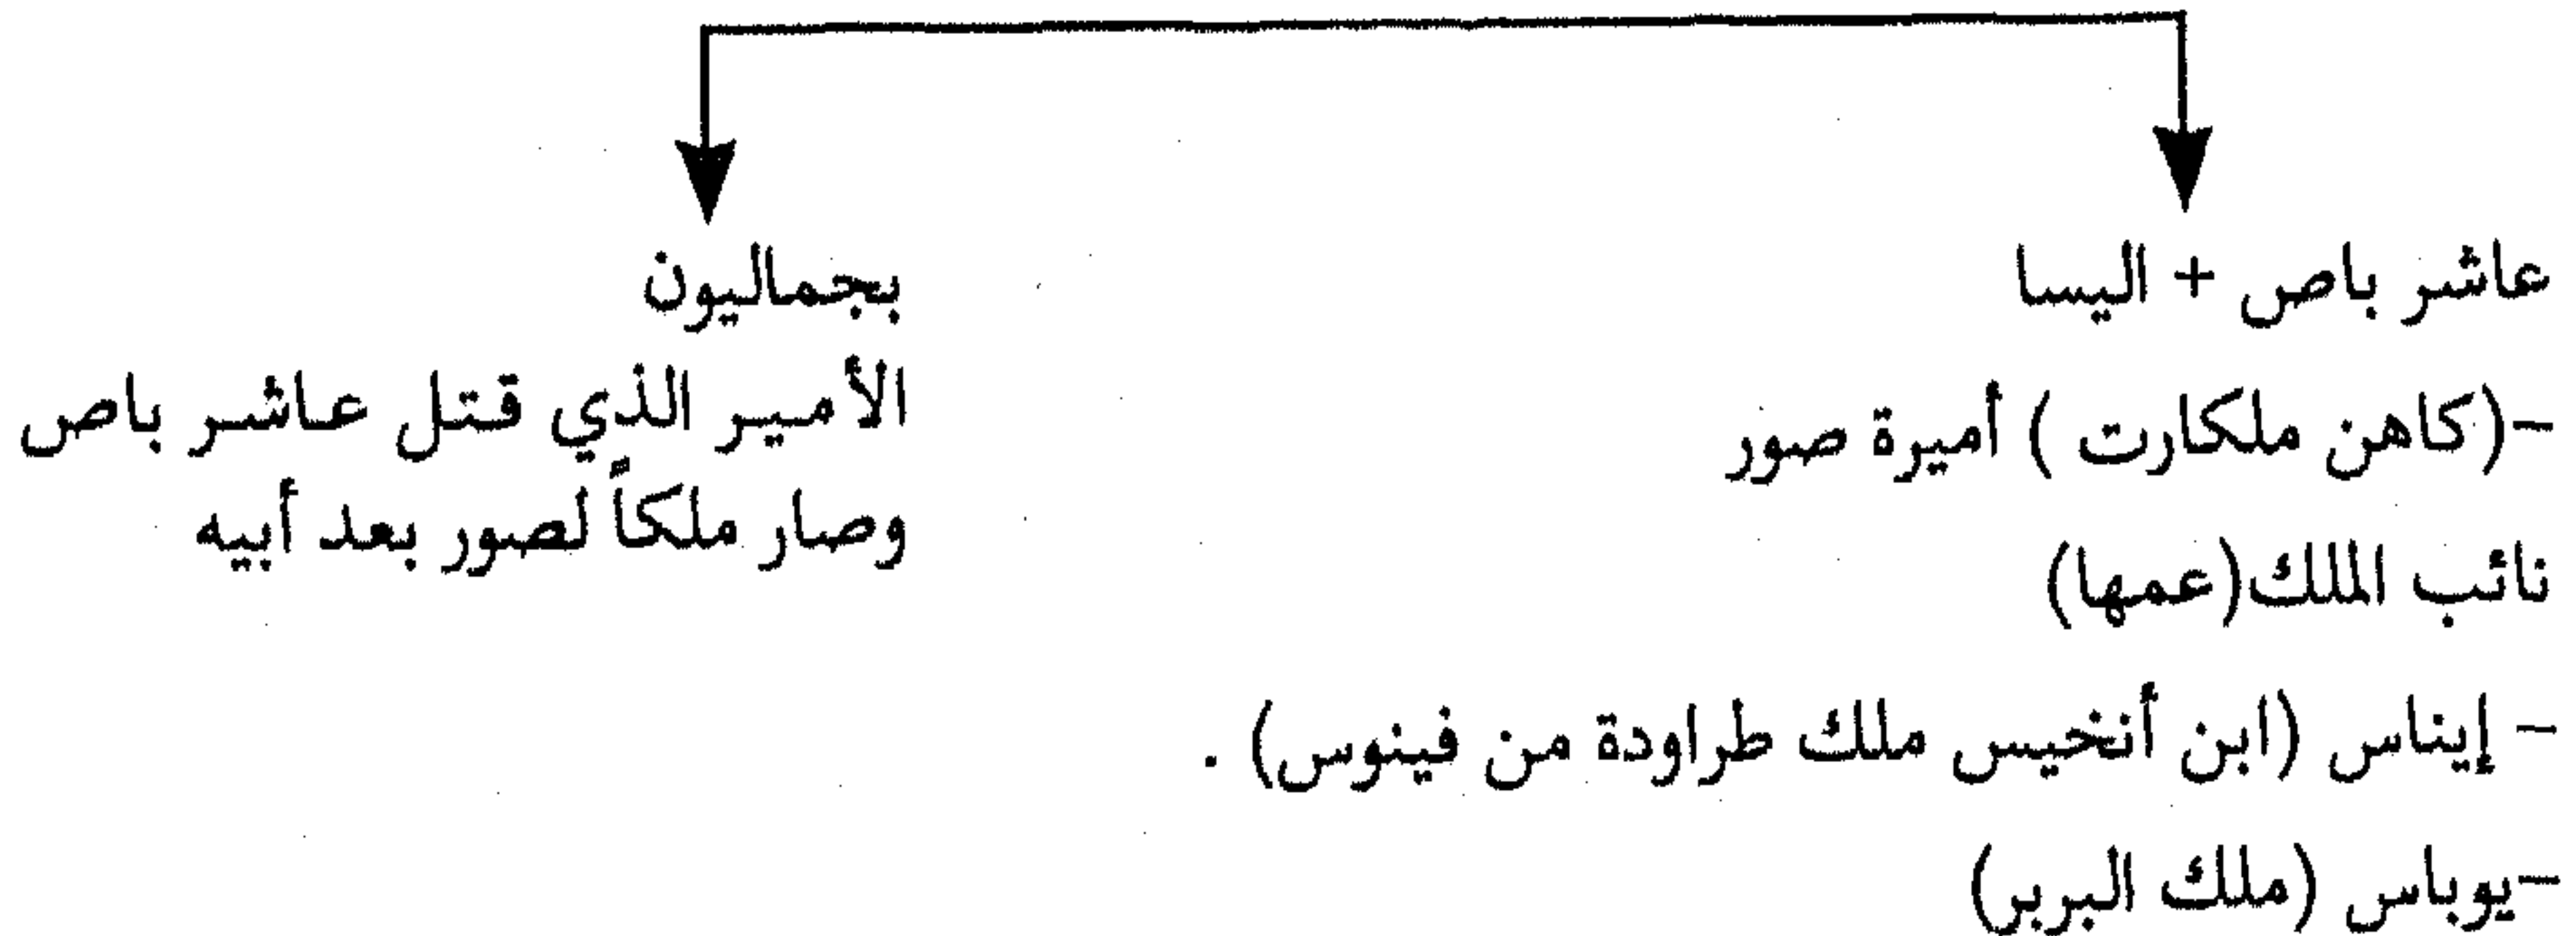 عاشر باص + اليسا
-(كاهن ملكارت ) أميرة صور
نائب الملك(عمها)
- إيناس (ابن أنخيس ملك طراودة من فينوس) .
-يوباس (ملك البربر)
بجماليون
الأمير الذي قتل عاشر باص
وصار ملكاً لصور بعد أبيه